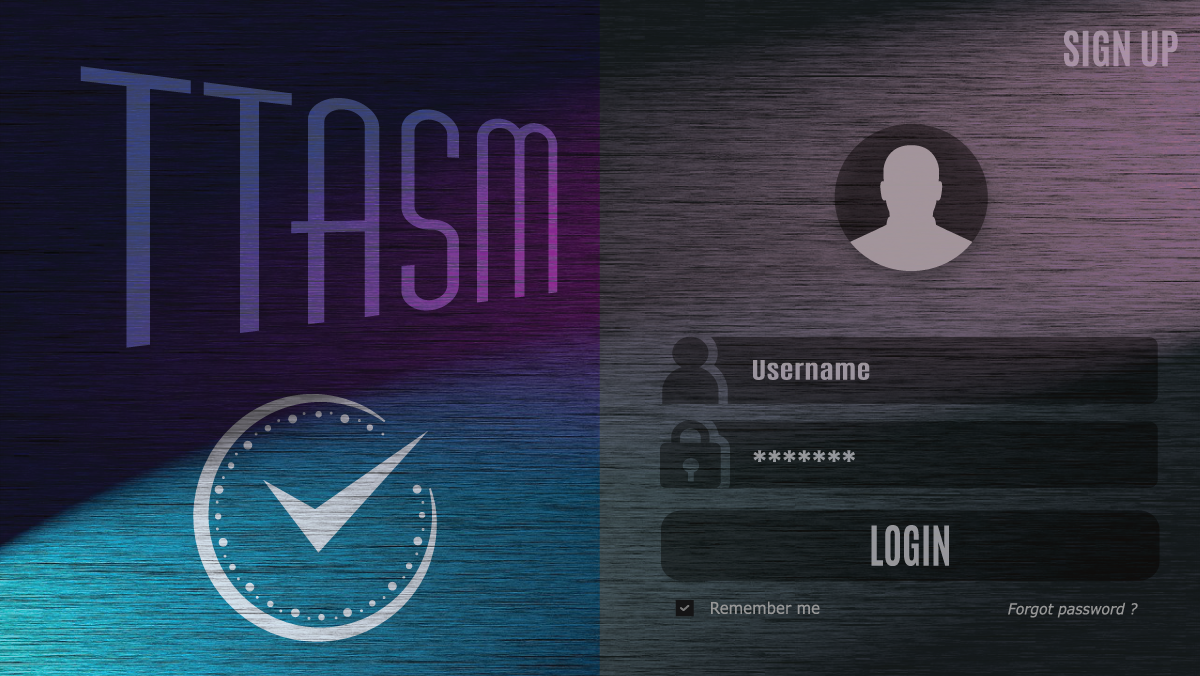 TTASM
SIGN UP
Username
*******
LOGIN
Remember me
Forgot password ?